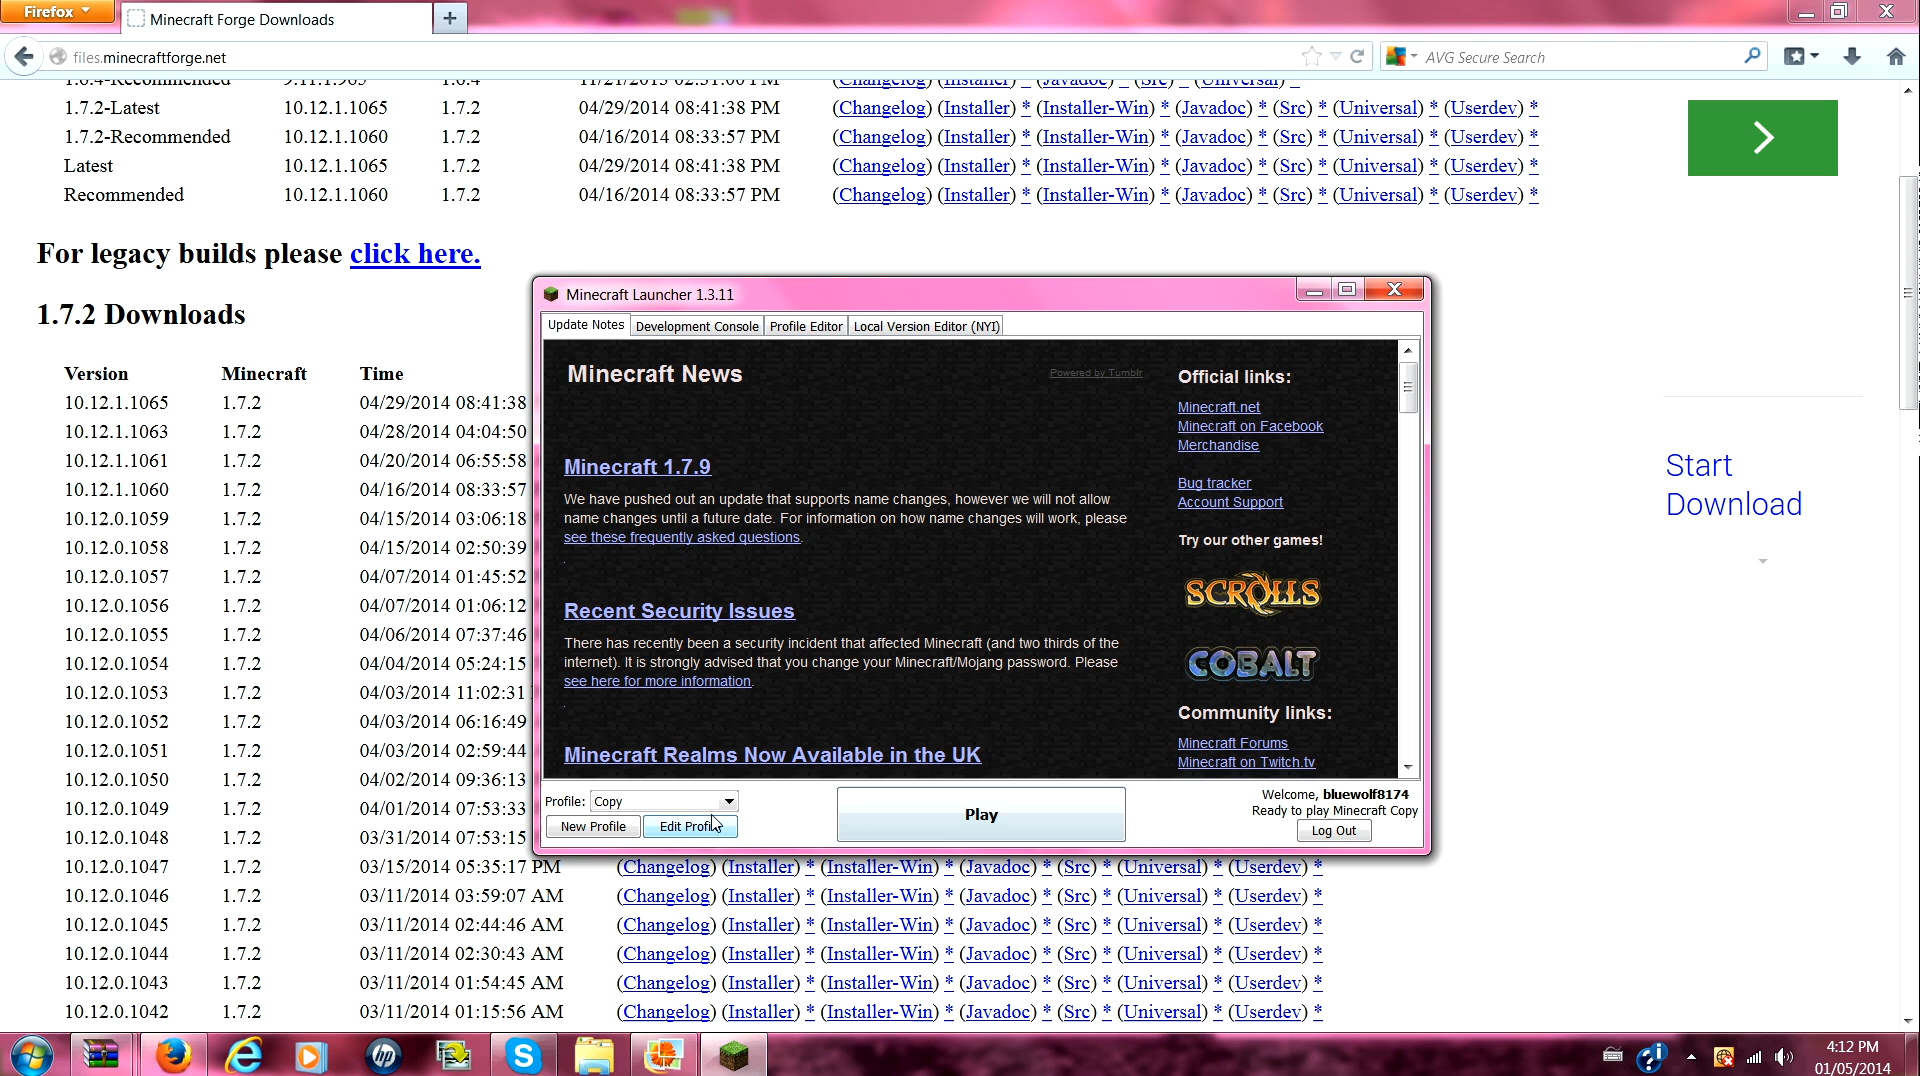 Firefox
Minecraft Forge Downloads
files.minecraftforge.net
AVG Secure Search
1.6.4-Recommended 9.11.1.965 1.6.4 11/21/2013 02:31:00 PM (Changelog) (Installer) * (Javadoc) * (Src) * (Universal) *
1.7.2-Latest 10.12.1.1065 1.7.2 04/29/2014 08:41:38 PM (Changelog) (Installer) * (Installer-Win) * (Javadoc) * (Src) * (Universal) * (Userdev) *
1.7.2-Recommended 10.12.1.1060 1.7.2 04/16/2014 08:33:57 PM (Changelog) (Installer) * (Installer-Win) * (Javadoc) * (Src) * (Universal) * (Userdev) *
Latest 10.12.1.1065 1.7.2 04/29/2014 08:41:38 PM (Changelog) (Installer) * (Installer-Win) * (Javadoc) * (Src) * (Universal) * (Userdev) *
Recommended 10.12.1.1060 1.7.2 04/16/2014 08:33:57 PM (Changelog) (Installer) * (Installer-Win) * (Javadoc) * (Src) * (Universal) * (Userdev) *
For legacy builds please click here.
1.7.2 Downloads
Version Minecraft Time
10.12.1.1065 1.7.2 04/29/2014 08:41:38
10.12.1.1063 1.7.2 04/28/2014 04:04:50
10.12.1.1061 1.7.2 04/20/2014 06:55:58
10.12.1.1060 1.7.2 04/16/2014 08:33:57
10.12.0.1059 1.7.2 04/15/2014 03:06:18
10.12.0.1058 1.7.2 04/15/2014 02:50:39
10.12.0.1057 1.7.2 04/07/2014 01:45:52
10.12.0.1056 1.7.2 04/07/2014 01:06:12
10.12.0.1055 1.7.2 04/06/2014 07:37:46
10.12.0.1054 1.7.2 04/04/2014 05:24:15
10.12.0.1053 1.7.2 04/03/2014 11:02:31
10.12.0.1052 1.7.2 04/03/2014 06:16:49
10.12.0.1051 1.7.2 04/03/2014 02:59:44
10.12.0.1050 1.7.2 04/02/2014 09:36:13
10.12.0.1049 1.7.2 04/01/2014 07:53:33
10.12.0.1048 1.7.2 03/31/2014 07:53:15
10.12.0.1047 1.7.2 03/15/2014 05:35:17 PM (Changelog) (Installer) * (Installer-Win) * (Javadoc) * (Src) * (Universal) * (Userdev) *
10.12.0.1046 1.7.2 03/11/2014 03:59:07 AM (Changelog) (Installer) * (Installer-Win) * (Javadoc) * (Src) * (Universal) * (Userdev) *
10.12.0.1045 1.7.2 03/11/2014 02:44:46 AM (Changelog) (Installer) * (Installer-Win) * (Javadoc) * (Src) * (Universal) * (Userdev) *
10.12.0.1044 1.7.2 03/11/2014 02:30:43 AM (Changelog) (Installer) * (Installer-Win) * (Javadoc) * (Src) * (Universal) * (Userdev) *
10.12.0.1043 1.7.2 03/11/2014 01:54:45 AM (Changelog) (Installer) * (Installer-Win) * (Javadoc) * (Src) * (Universal) * (Userdev) *
10.12.0.1042 1.7.2 03/11/2014 01:15:56 AM (Changelog) (Installer) * (Installer-Win) * (Javadoc) * (Src) * (Universal) * (Userdev) *
Minecraft Launcher 1.3.11
Update Notes Development Console Profile Editor Local Version Editor (NYI)
Minecraft News
Powered by Tumblr
Minecraft 1.7.9
We have pushed out an update that supports name changes, however we will not allow
name changes until a future date. For information on how name changes will work, please
see these frequently asked questions.
.
Recent Security Issues
There has recently been a security incident that affected Minecraft (and two thirds of the
internet). It is strongly advised that you change your Minecraft/Mojang password. Please
see here for more information.
.
Minecraft Realms Now Available in the UK
Official links:
Minecraft.net
Minecraft on Facebook
Merchandise
Bug tracker
Account Support
Try our other games!
SCROLLS
COBALT
Community links:
Minecraft Forums
Minecraft on Twitch.tv
Profile: Copy
New Profile Edit Profile
Play
Welcome, bluewolf8174
Ready to play Minecraft Copy
Log Out
Start
Download
hp
4:12 PM
01/05/2014